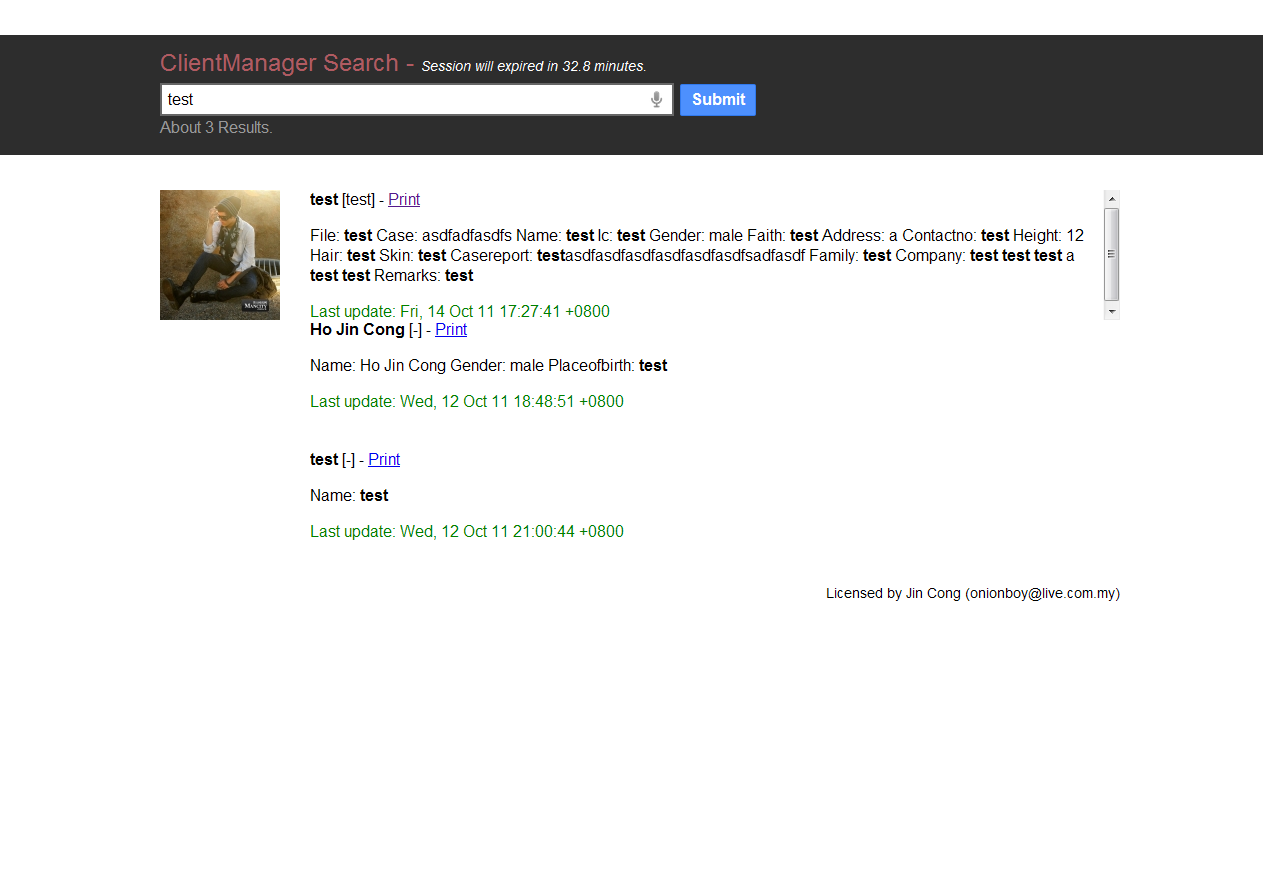 ClientManager Search - Session will expired in 32.8 minutes.
test
Submit
About 3 Results.
test [test] - Print
File: test Case: asdfadfasdfs Name: test Ic: test Gender: male Faith: test Address: a Contactno: test Height: 12
Hair: test Skin: test Casereport: testasdfasdfasdfasdfasdfasdfsadfasdf Family: test Company: test test test a
test test Remarks: test
Last update: Fri, 14 Oct 11 17:27:41 +0800
MANCITY
Ho Jin Cong [-] - Print
Name: Ho Jin Cong Gender: male Placeofbirth: test
Last update: Wed, 12 Oct 11 18:48:51 +0800
test [-] - Print
Name: test
Last update: Wed, 12 Oct 11 21:00:44 +0800
Licensed by Jin Cong (onionboy@live.com.my)